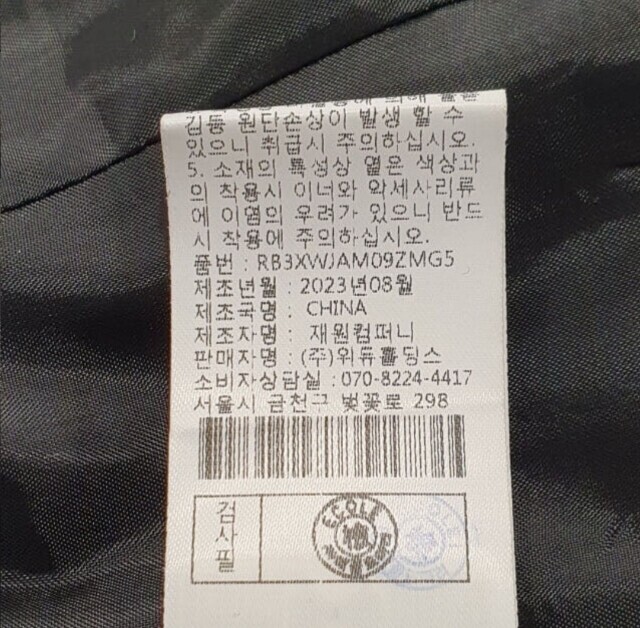 김등 원단손상이 발생 할 수
있으니 취급시 주의하십시오.
5. 소재의 특성상 옅은 색상과
의 착용시 이너와 악세사리류
에 이염의 우려가 있으니 반드
시 착용에 주의하십시오.
품번 : RB3XWJAM09ZMG5
제조년월 : 2023년08월
제조국명 : CHINA
제조자명 : 재원컴퍼니
판매자명 : (주)위듀홀딩스
소비자상담실 : 070-8224-4417
서울시 금천구 벚꽃로 298
검사필
ECOLE